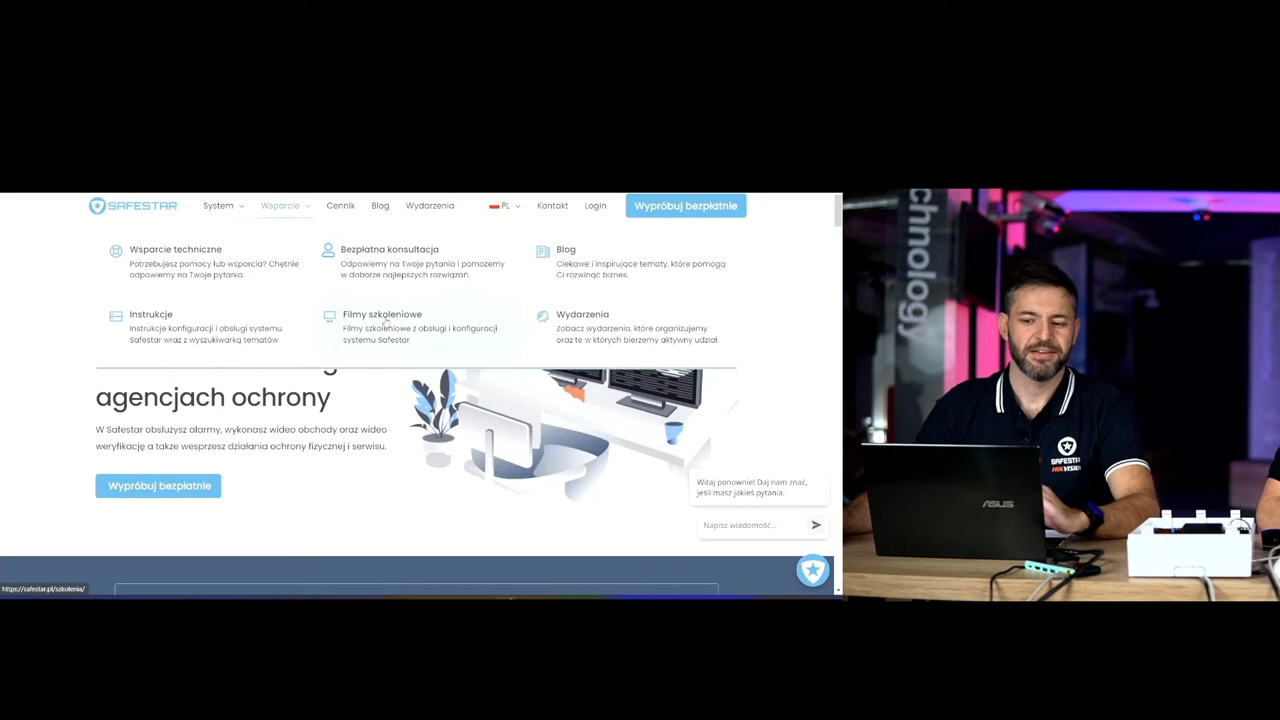 SAFESTAR
System
Wsparcie
Cennik
Blog
Wydarzenia
PL
Kontakt
Login
Wypróbuj bezpłatnie
Wsparcie techniczne
Potrzebujesz pomocy lub wsparcia? Chętnie
odpowiemy na Twoje pytania.
Bezpłatna konsultacja
Odpowiemy na Twoje pytania i pomożemy
w doborze najlepszych rozwiązań.
Blog
Ciekawe i inspirujące tematy, które pomogą
Ci rozwinąć biznes.
Instrukcje
Instrukcje konfiguracji i obsługi systemu
Safestar wraz z wyszukiwarką tematów
Filmy szkoleniowe
Filmy szkoleniowe z obsługi i konfiguracji
systemu Safestar
Wydarzenia
Zobacz wydarzenia, które organizujemy
oraz te w których bierzemy aktywny udział.
agencjach ochrony
W Safestar obsłużysz alarmy, wykonasz wideo obchody oraz wideo
weryfikację a także wesprzesz działania ochrony fizycznej i serwisu.
Wypróbuj bezpłatnie
Witaj ponownie! Daj nam znać,
jeśli masz jakieś pytania.
Napisz wiadomość...
https://safestar.pl/szkolenia/
chnology
SAFESTAR
HIKVISION
ASUS